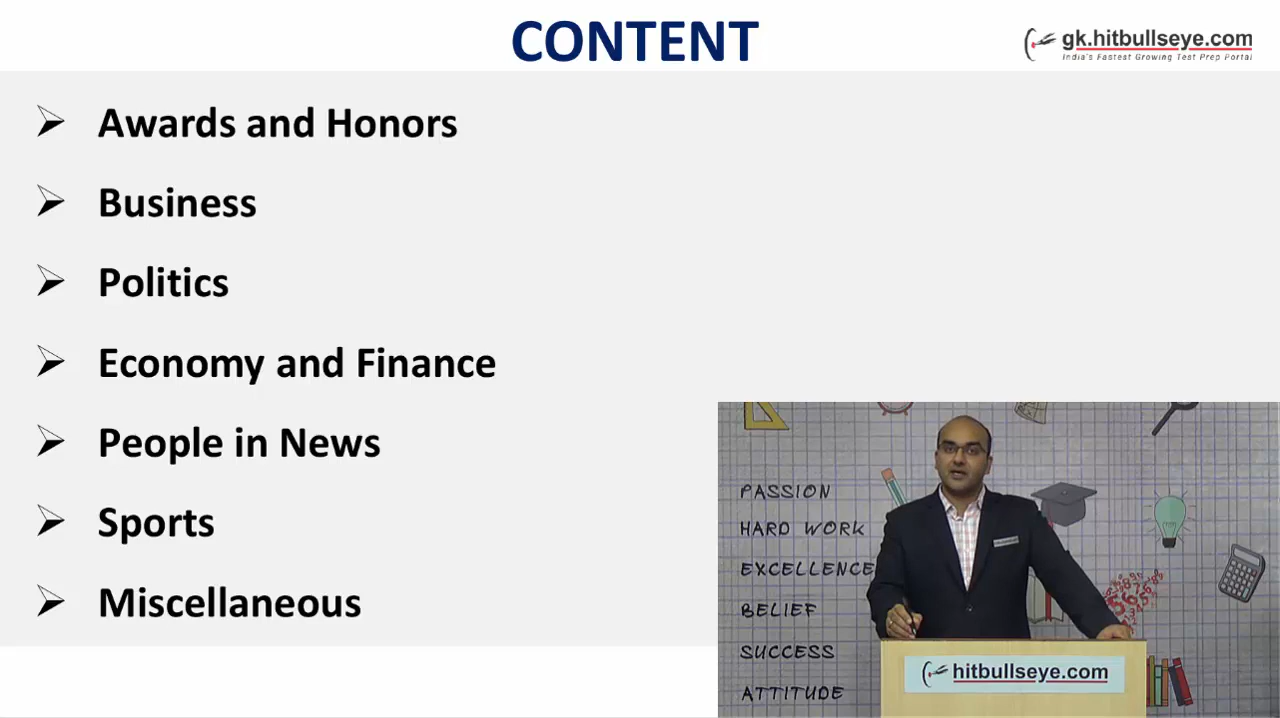 CONTENT
gk.hitbullseye.com
India's Fastest Growing Test Prep Portal
Awards and Honors
Business
Politics
Economy and Finance
People in News
Sports
Miscellaneous
PASSION
HARD WORK
EXCELLENCE
BELIEF
SUCCESS
ATTITUDE
hitbullseye.com